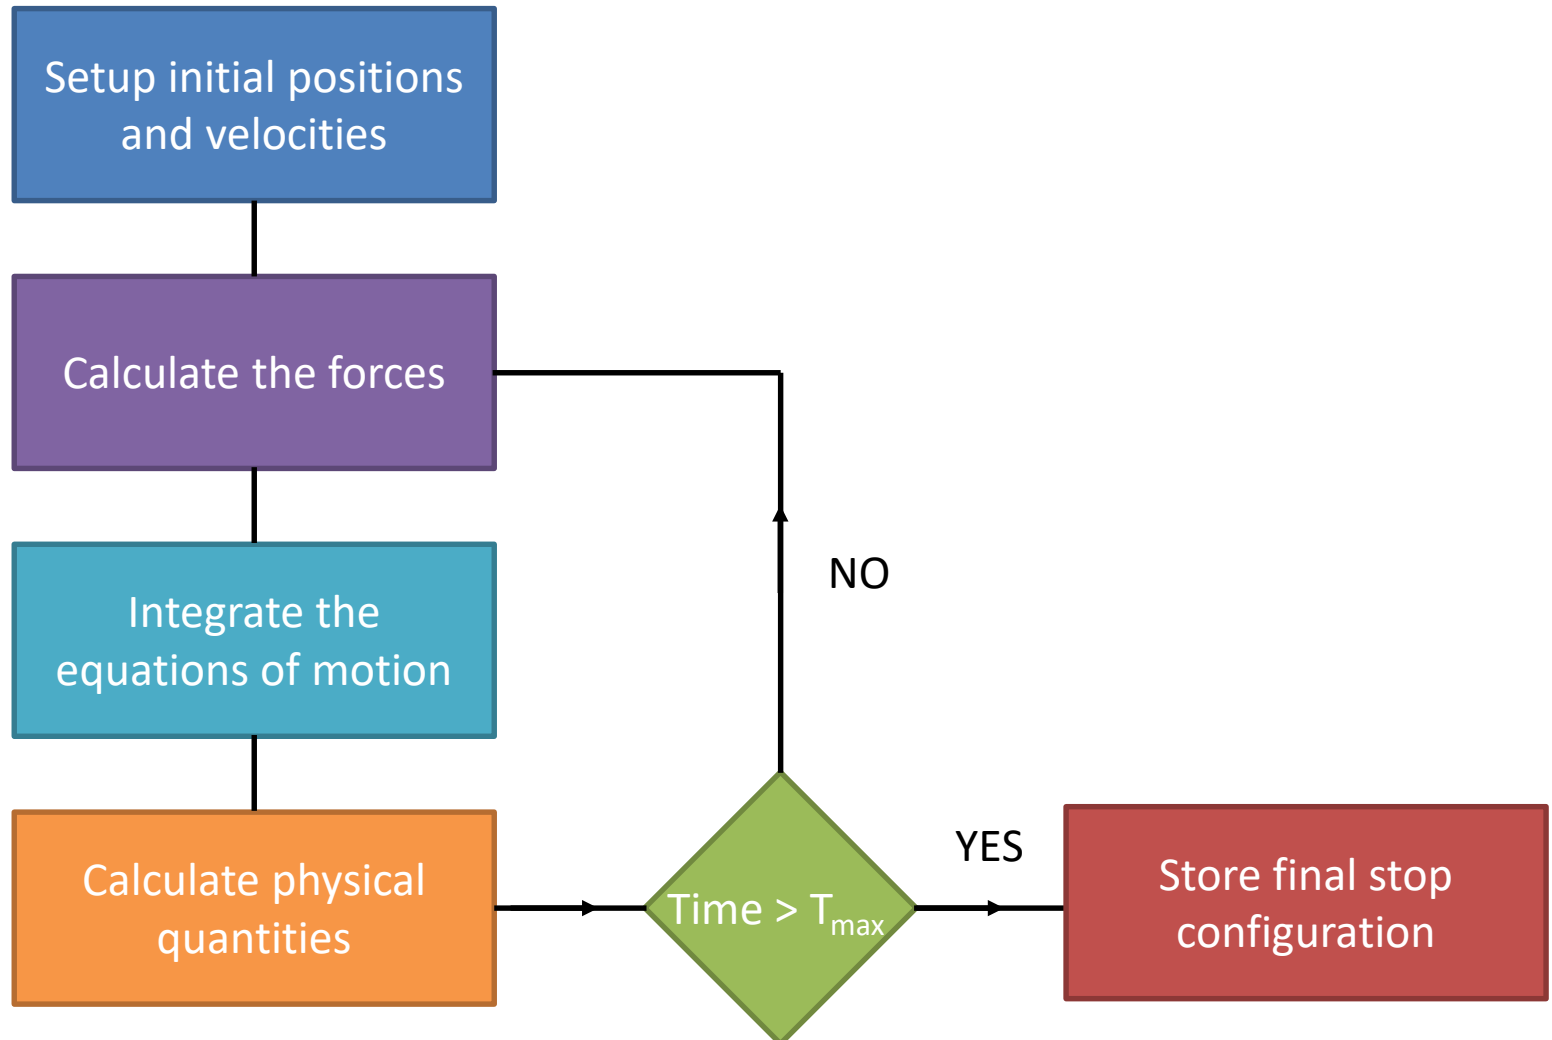 Setup initial positions
and velocities
Calculate the forces
NO
Integrate the
equations of motion
YES
Calculate physical
quantities
Time > Tmax
Store final stop
configuration